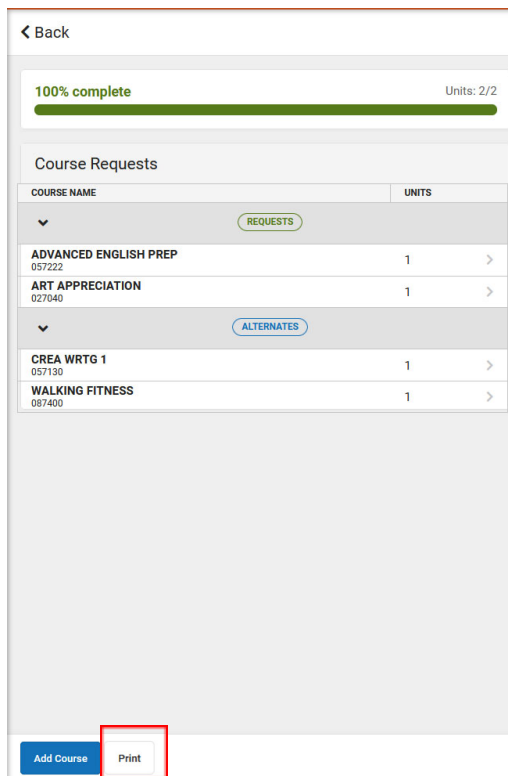 Back
100% complete Units: 2/2
Course Requests
COURSE NAME UNITS
REQUESTS
ADVANCED ENGLISH PREP 1
057222
ART APPRECIATION 1
027040
ALTERNATES
CREA WRTG 1 1
057130
WALKING FITNESS 1
087400
Add Course Print